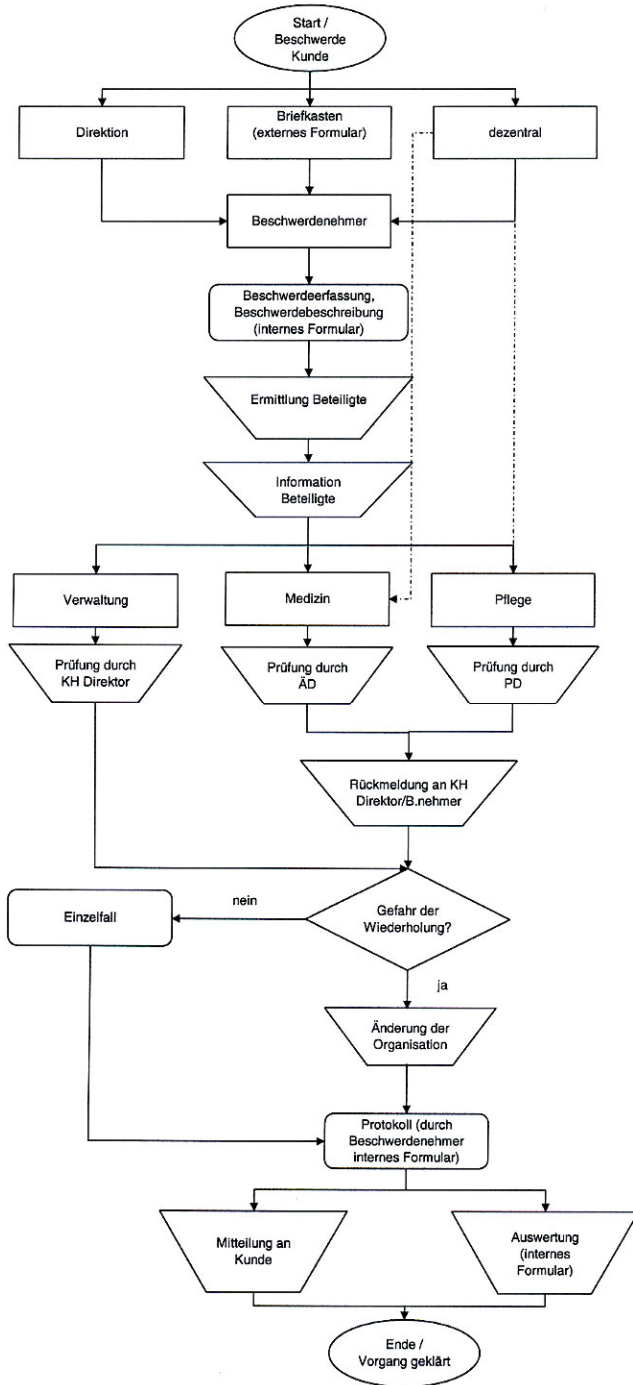 Start /
Beschwerde
Kunde
Direktion
Briefkasten
(externes Formular)
dezentral
Beschwerdenehmer
Beschwerdeerfassung,
Beschwerdebeschreibung
(internes Formular)
Ermittlung Beteiligte
Information
Beteiligte
Verwaltung
Medizin
Pflege
Prüfung durch
KH Direktor
Prüfung durch
ÄD
Prüfung durch
PD
Rückmeldung an KH
Direktor/B.nehmer
Gefahr der
Wiederholung?
nein
Einzelfall
ja
Änderung der
Organisation
Protokoll (durch
Beschwerdenehmer
internes Formular)
Mitteilung an
Kunde
Auswertung
(internes
Formular)
Ende /
Vorgang geklärt